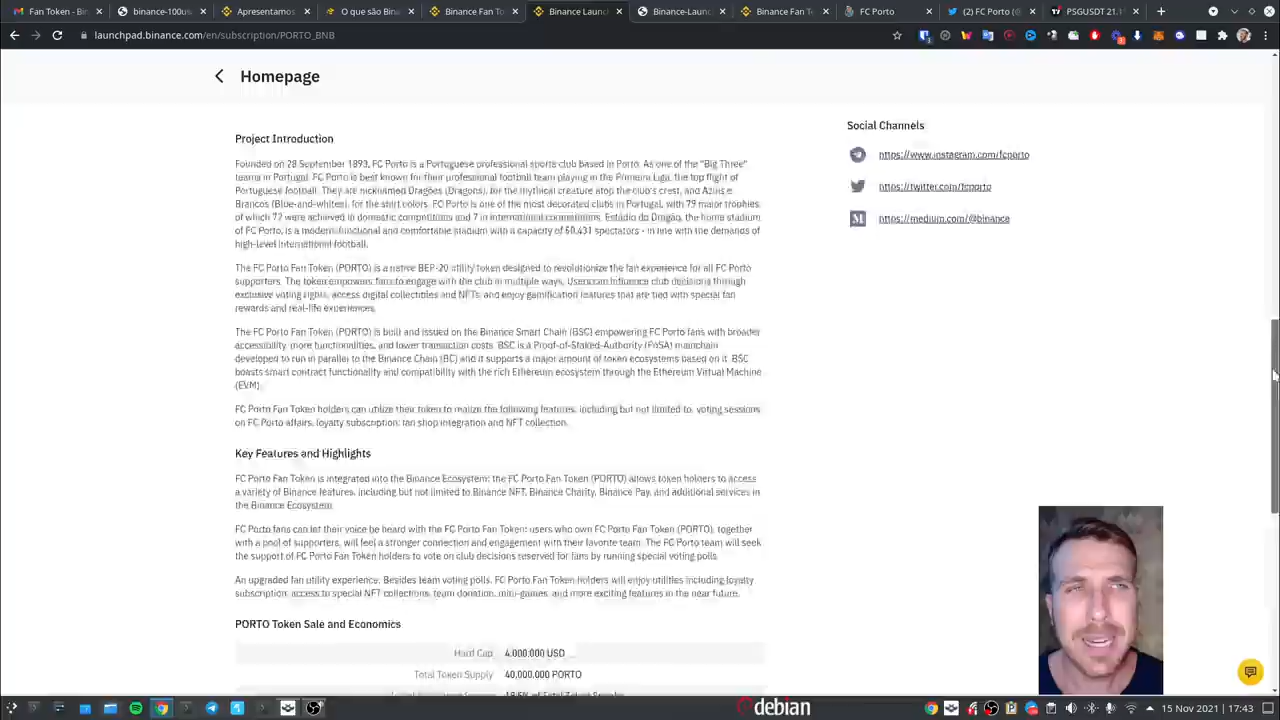 Fan Token - Bin
binance-100us
Apresentamos
O que são Bina
Binance Fan To
Binance Launc
Binance-Launc
Binance Fan Te
FC Porto
(2) FC Porto (@
PSGUSDT 21.1
launchpad.binance.com/en/subscription/PORTO_BNB
Homepage
Project Introduction
Founded on 28 September 1893, FC Porto is a Portuguese professional sports club based in Porto. As one of the "Big Three"
teams in Portugal, FC Porto is best known for their professional football team playing in the Primeira Liga, the top flight of
Portuguese football. They are nicknamed Dragões (Dragons), for the mythical creature atop the club's crest, and Azuis e
Brancos (Blue-and-whites), for the shirt colors. FC Porto is one of the most decorated clubs in Portugal, with 79 major trophies
of which 72 were achieved in domestic competitions and 7 in international competitions. Estádio do Dragão, the home stadium
of FC Porto, is a modern functional and comfortable stadium with a capacity of 50,431 spectators - in line with the demands of
high-level international football.
The FC Porto Fan Token (PORTO) is a native BEP-20 utility token designed to revolutionize the fan experience for all FC Porto
supporters. The token empowers fans to engage with the club in multiple ways. Users can influence club decisions through
exclusive voting rights, access digital collectibles and NFTs, and enjoy gamification features that are tied with special fan
rewards and real-life experiences.
The FC Porto Fan Token (PORTO) is built and issued on the Binance Smart Chain (BSC) empowering FC Porto fans with broader
accessibility, more functionalities, and lower transaction costs. BSC is a Proof-of-Staked-Authority (PoSA) mainchain
developed to run in parallel to the Binance Chain (BC) and it supports a major amount of token ecosystems based on it. BSC
boasts smart contract functionality and compatibility with the rich Ethereum ecosystem through the Ethereum Virtual Machine
(EVM).
FC Porto Fan Token holders can utilize their token to realize the following features, including but not limited to: voting sessions
on FC Porto affairs, loyalty subscription, fan shop integration and NFT collection.
Key Features and Highlights
FC Porto Fan Token is integrated into the Binance Ecosystem: the FC Porto Fan Token (PORTO) allows token holders to access
a variety of Binance features, including but not limited to Binance NFT, Binance Charity, Binance Pay, and additional services in
the Binance Ecosystem.
FC Porto fans can let their voice be heard with the FC Porto Fan Token: users who own FC Porto Fan Token (PORTO), together
with a pool of supporters, will feel a stronger connection and engagement with their favorite team. The FC Porto team will seek
the support of FC Porto Fan Token holders to vote on club decisions reserved for fans by running special voting polls.
An upgraded fan utility experience. Besides team voting polls, FC Porto Fan Token holders will enjoy utilities including loyalty
subscription, access to special NFT collections, team donation, mini-games, and more exciting features in the near future.
PORTO Token Sale and Economics
Hard Cap 4,000,000 USD
Total Token Supply 40,000,000 PORTO
Social Channels
https://www.instagram.com/fcporto
https://twitter.com/fcporto
https://medium.com/@binance
debian
15 Nov 2021 17:43